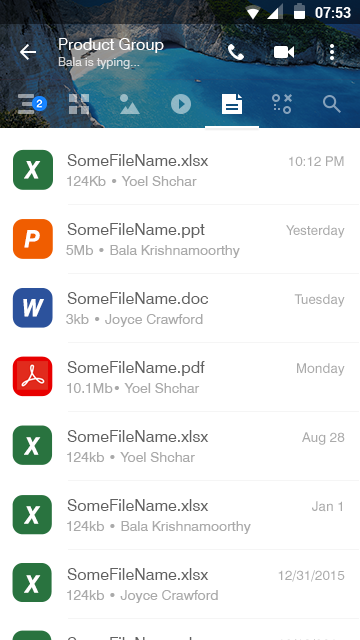 07:53
Product Group
Bala is typing...
2
X SomeFileName.xlsx 10:12 PM
124Kb • Yoel Shchar
P SomeFileName.ppt Yesterday
5Mb • Bala Krishnamoorthy
W SomeFileName.doc Tuesday
3kb • Joyce Crawford
SomeFileName.pdf Monday
10.1Mb• Yoel Shchar
X SomeFileName.xlsx Aug 28
124kb • Yoel Shchar
X SomeFileName.xlsx Jan 1
124kb • Bala Krishnamoorthy
X SomeFileName.xlsx 12/31/2015
124kb • Joyce Crawford